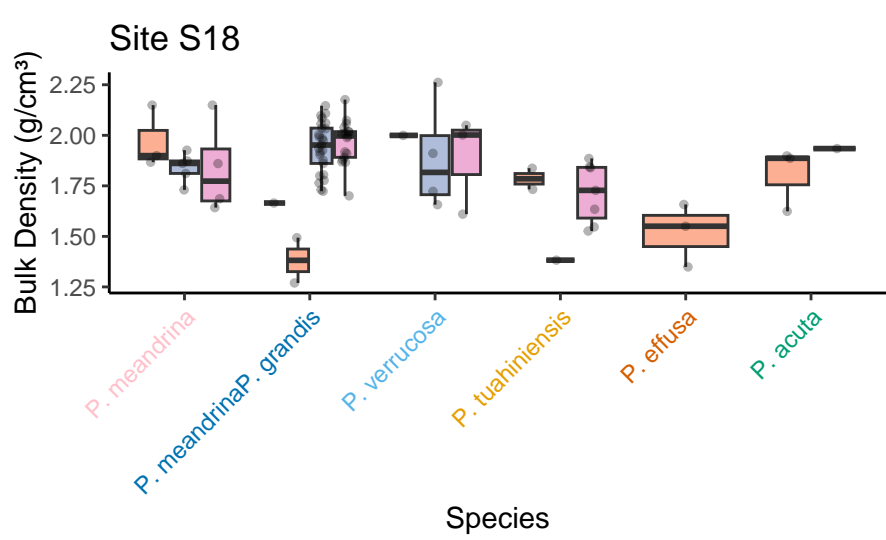 Site S18
Bulk Density (g/cm³)
2.25
2.00
1.75
1.50
1.25
P. meandrina
P. meandrinaP. grandis
P. verrucosa
P. tuahiniensis
P. effusa
P. acuta
Species